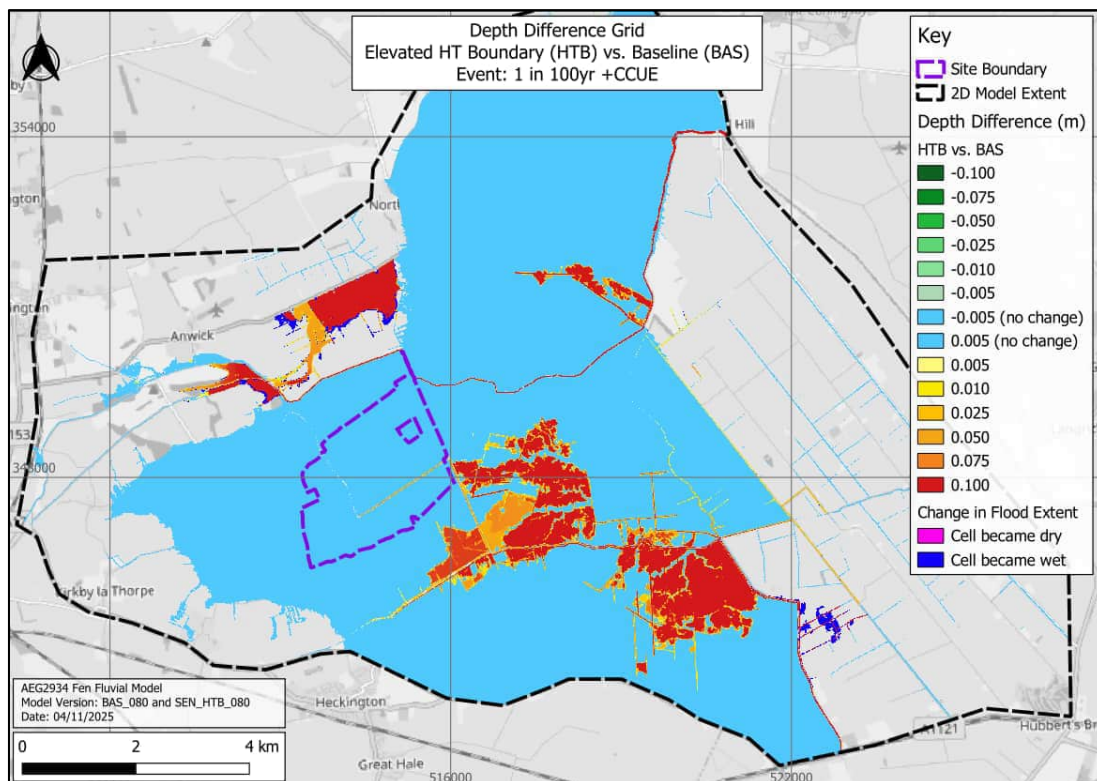 Depth Difference Grid
Elevated HT Boundary (HTB) vs. Baseline (BAS)
Event: 1 in 100yr +CCUE
Key
Site Boundary
2D Model Extent
Depth Difference (m)
HTB vs. BAS
-0.100
-0.075
-0.050
-0.025
-0.010
-0.005
-0.005 (no change)
0.005 (no change)
0.005
0.010
0.025
0.050
0.075
0.100
Change in Flood Extent
Cell became dry
Cell became wet
354000
Hill
North
ngton
Anwick
153
348000
Kirkby la Thorpe
Heckington
Great Hale
A1121
Hubbert's Br
516000
522000
AEG2934 Fen Fluvial Model
Model Version: BAS_080 and SEN_HTB_080
Date: 04/11/2025
0 2 4 km